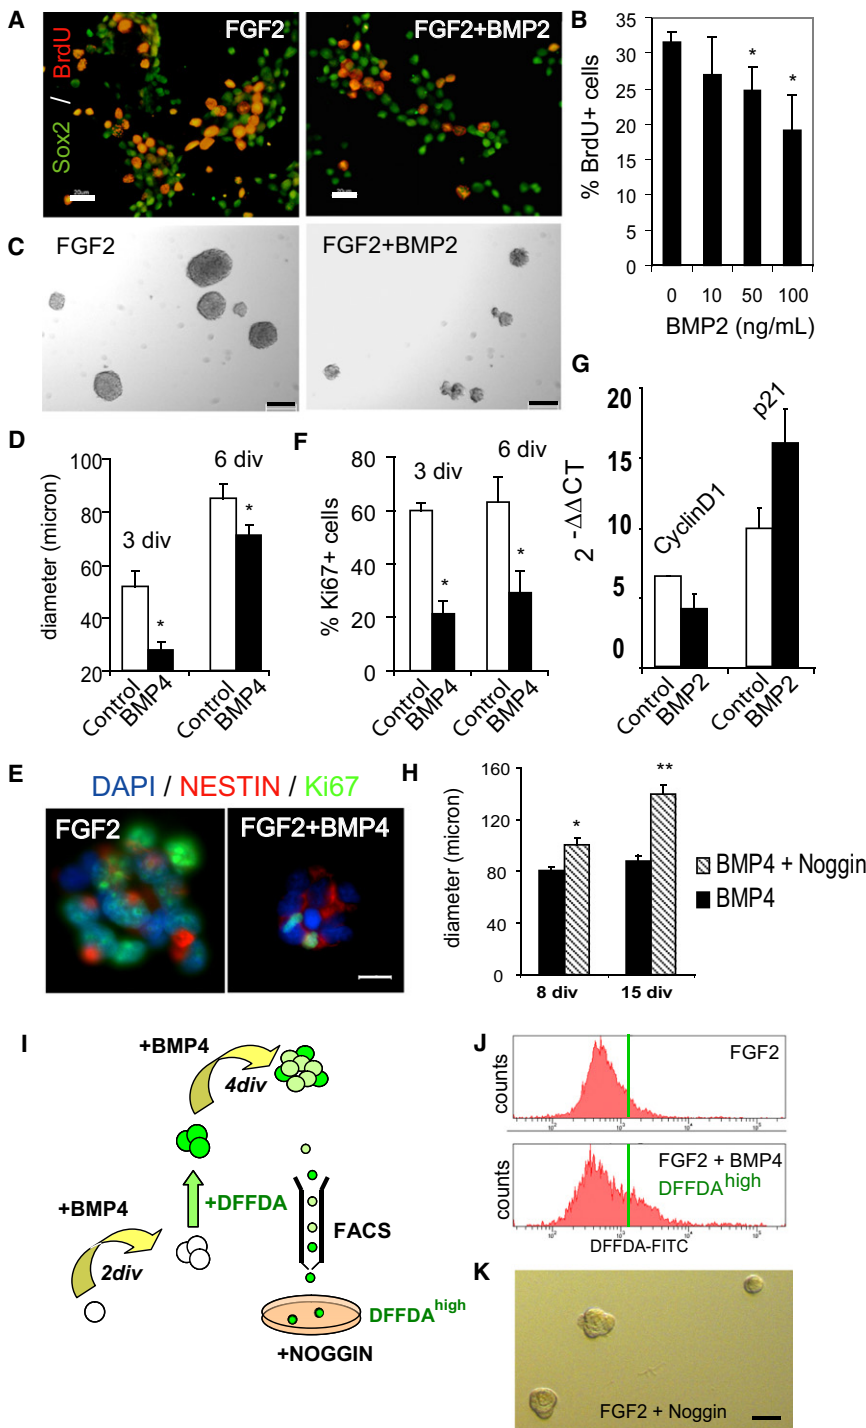 A
FGF2
FGF2+BMP2
Sox2 / BrdU
20um
20um
B
% BrdU+ cells
35
30
25
20
15
10
5
0
*
*
0 10 50 100
BMP2 (ng/mL)
C
FGF2
FGF2+BMP2
D
diameter (micron)
100
80
60
40
20
3 div
6 div
*
*
Control
BMP4
Control
BMP4
F
% Ki67+ cells
80
60
40
20
0
3 div
6 div
*
*
Control
BMP4
Control
BMP4
G
2 -ΔΔCT
20
15
10
5
0
CyclinD1
p21
Control
BMP2
Control
BMP2
E
DAPI / NESTIN / Ki67
FGF2
FGF2+BMP4
H
diameter (micron)
160
120
80
40
0
*
**
8 div
15 div
BMP4 + Noggin
BMP4
I
+BMP4
4div
+DFFDA
+BMP4
2div
FACS
DFFDAhigh
+NOGGIN
J
counts
FGF2
counts
FGF2 + BMP4
DFFDAhigh
DFFDA-FITC
K
FGF2 + Noggin